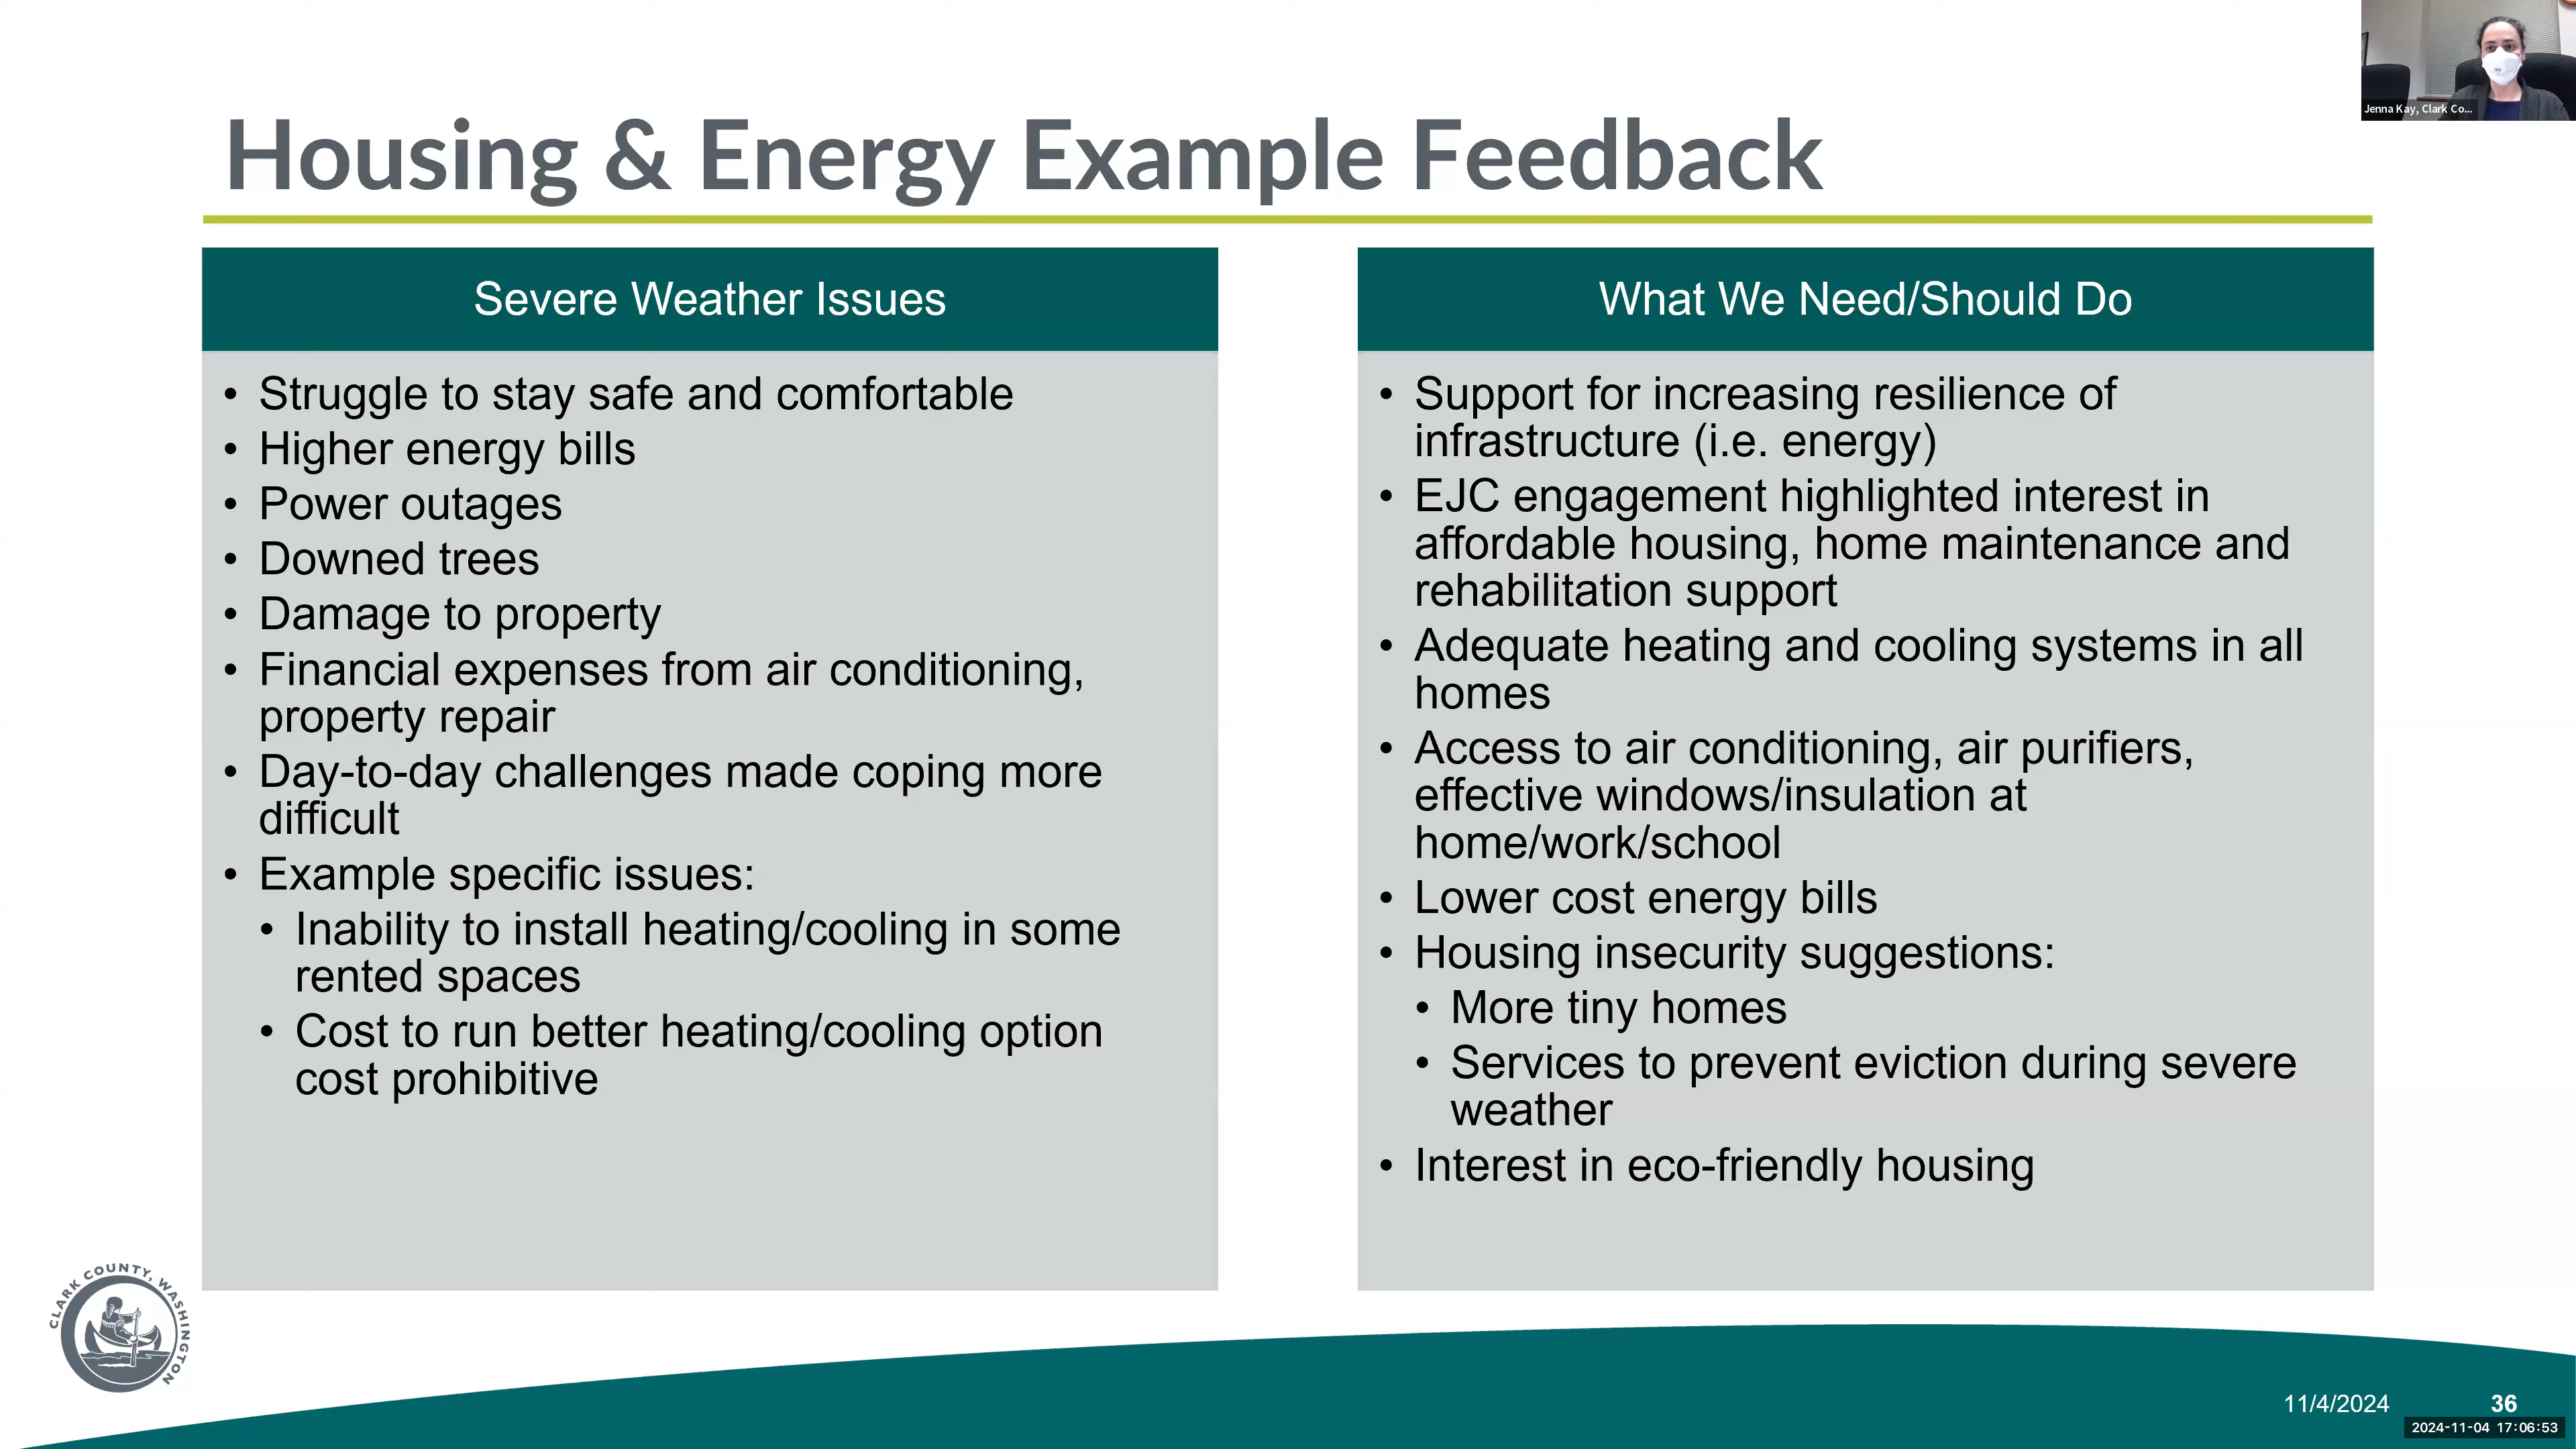 Jenna Kay, Clark Co...
Housing & Energy Example Feedback
Severe Weather Issues
• Struggle to stay safe and comfortable
• Higher energy bills
• Power outages
• Downed trees
• Damage to property
• Financial expenses from air conditioning,
property repair
• Day-to-day challenges made coping more
difficult
• Example specific issues:
• Inability to install heating/cooling in some
rented spaces
• Cost to run better heating/cooling option
cost prohibitive
What We Need/Should Do
• Support for increasing resilience of
infrastructure (i.e. energy)
• EJC engagement highlighted interest in
affordable housing, home maintenance and
rehabilitation support
• Adequate heating and cooling systems in all
homes
• Access to air conditioning, air purifiers,
effective windows/insulation at
home/work/school
• Lower cost energy bills
• Housing insecurity suggestions:
• More tiny homes
• Services to prevent eviction during severe
weather
• Interest in eco-friendly housing
CLARK COUNTY, WASHINGTON
11/4/2024
36
2024-11-04 17:06:53